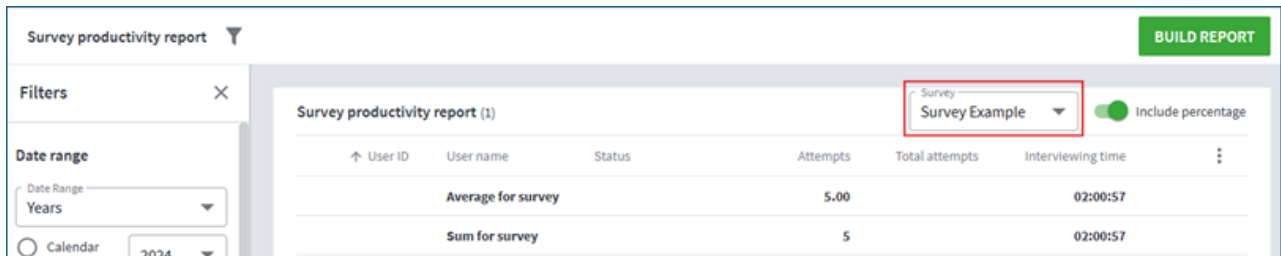 Survey productivity report
BUILD REPORT
Filters
Survey productivity report (1)
Survey
Survey Example
Include percentage
Date range
User ID User name Status Attempts Total attempts Interviewing time
Date Range
Years
Average for survey 5.00 02:00:57
Calendar
2024
Sum for survey 5 02:00:57